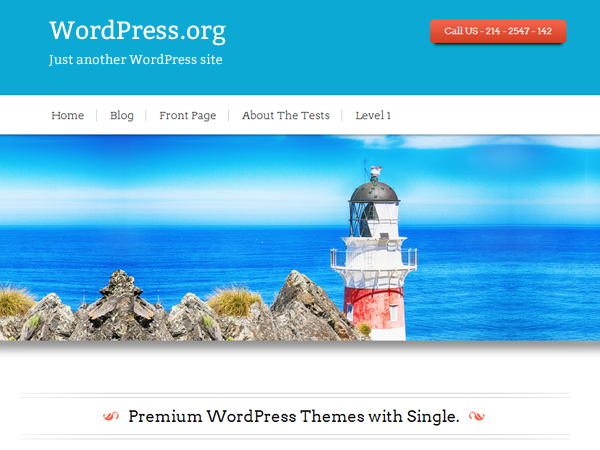 WordPress.org
Call US - 214 - 2547 - 142
Just another WordPress site
Home Blog Front Page About The Tests Level 1
Premium WordPress Themes with Single.